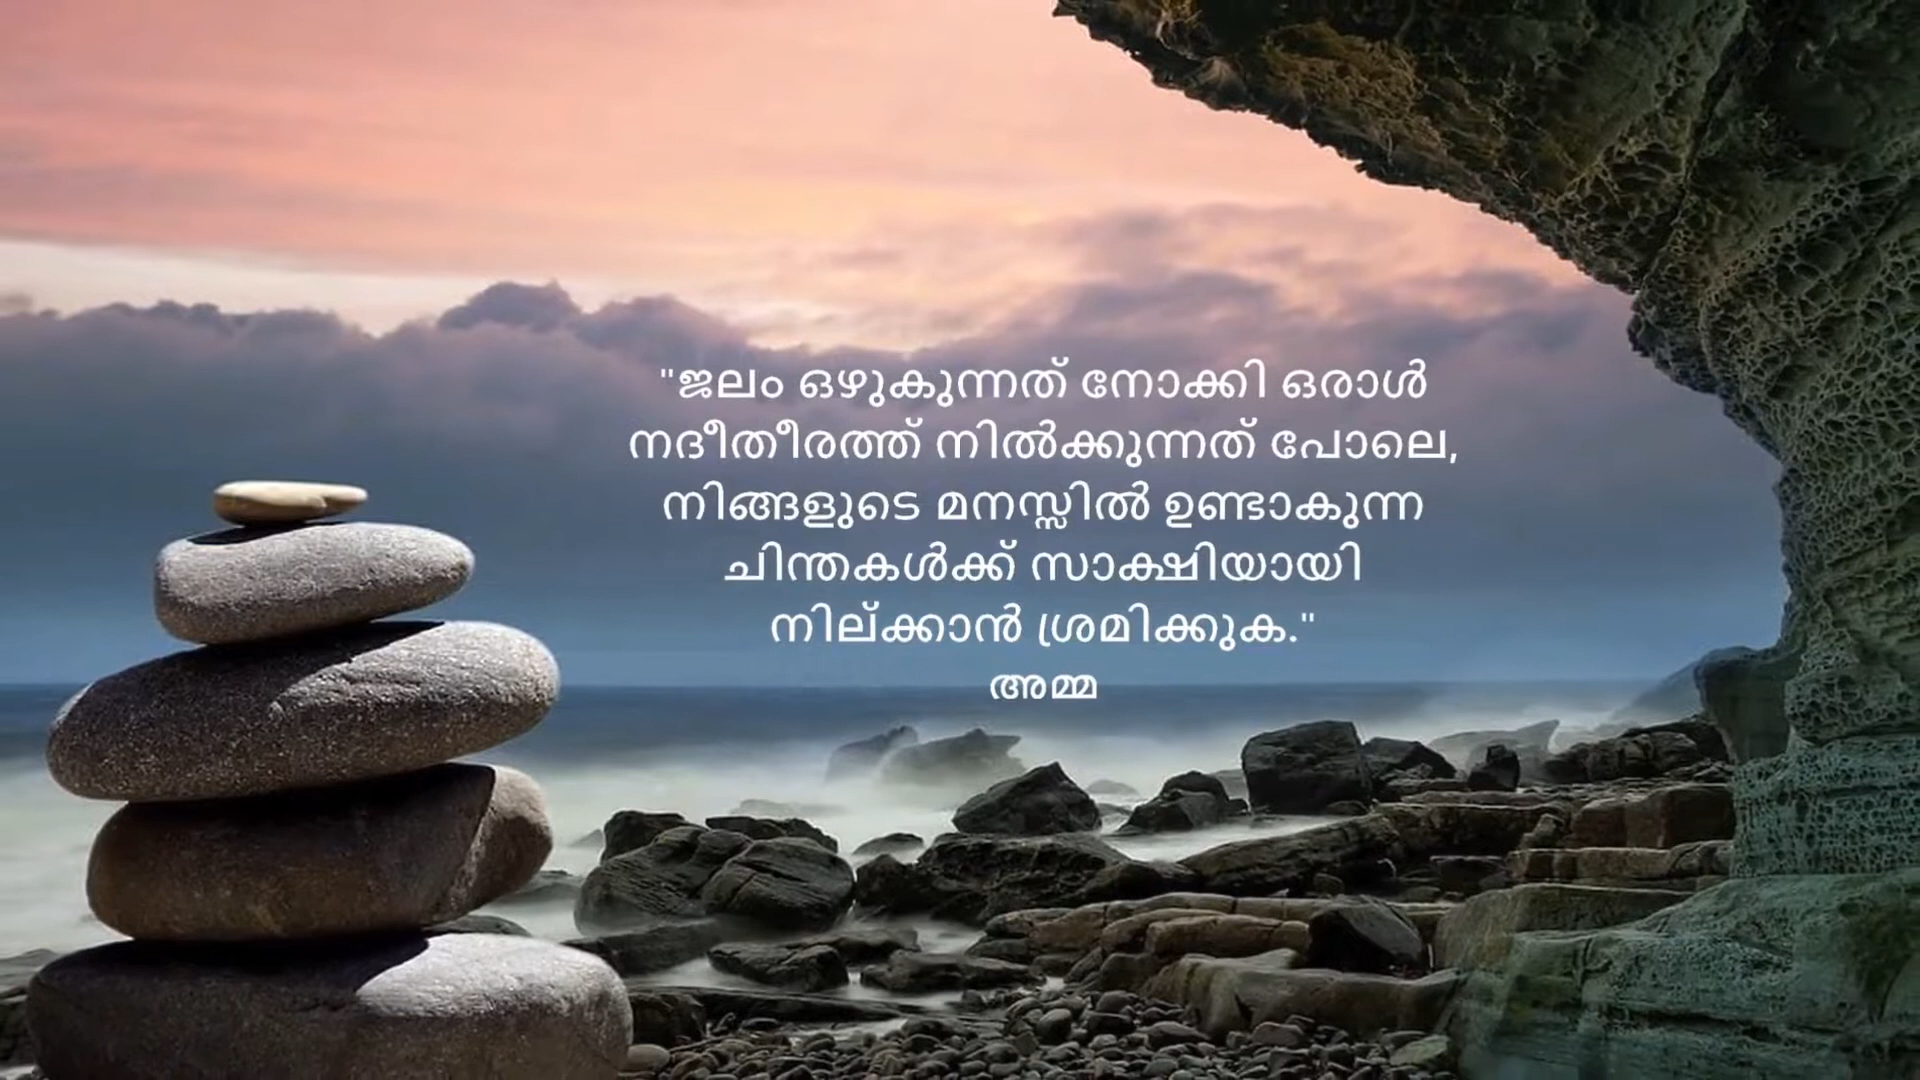 "ജലം ഒഴുകുന്നത് നോക്കി ഒരാൾ
നദീതീരത്ത് നിൽക്കുന്നത് പോലെ,
നിങ്ങളുടെ മനസ്സിൽ ഉണ്ടാകുന്ന
ചിന്തകൾക്ക് സാക്ഷിയായി
നില്ക്കാൻ ശ്രമിക്കുക."
അമ്മ